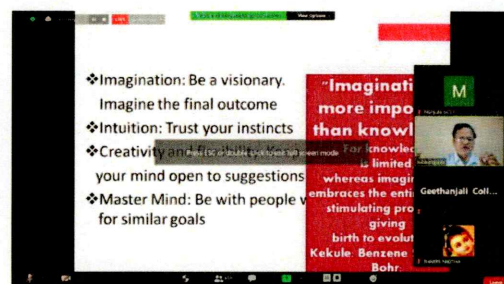 View Options
❖Imagination: Be a visionary.
Imagine the final outcome
❖Intuition: Trust your instincts
❖Creativity and
your mind open to suggestions
❖Master Mind: Be with people w
for similar goals
Press ESC or double-click to exit full screen mode
"Imaginati
more impo
than knowl
For knowle
is limited
whereas imagin
embraces the enti
stimulating pro
giving
birth to evolut
Kekule: Benzene
Bohr:
M
Geethanjali Coll...